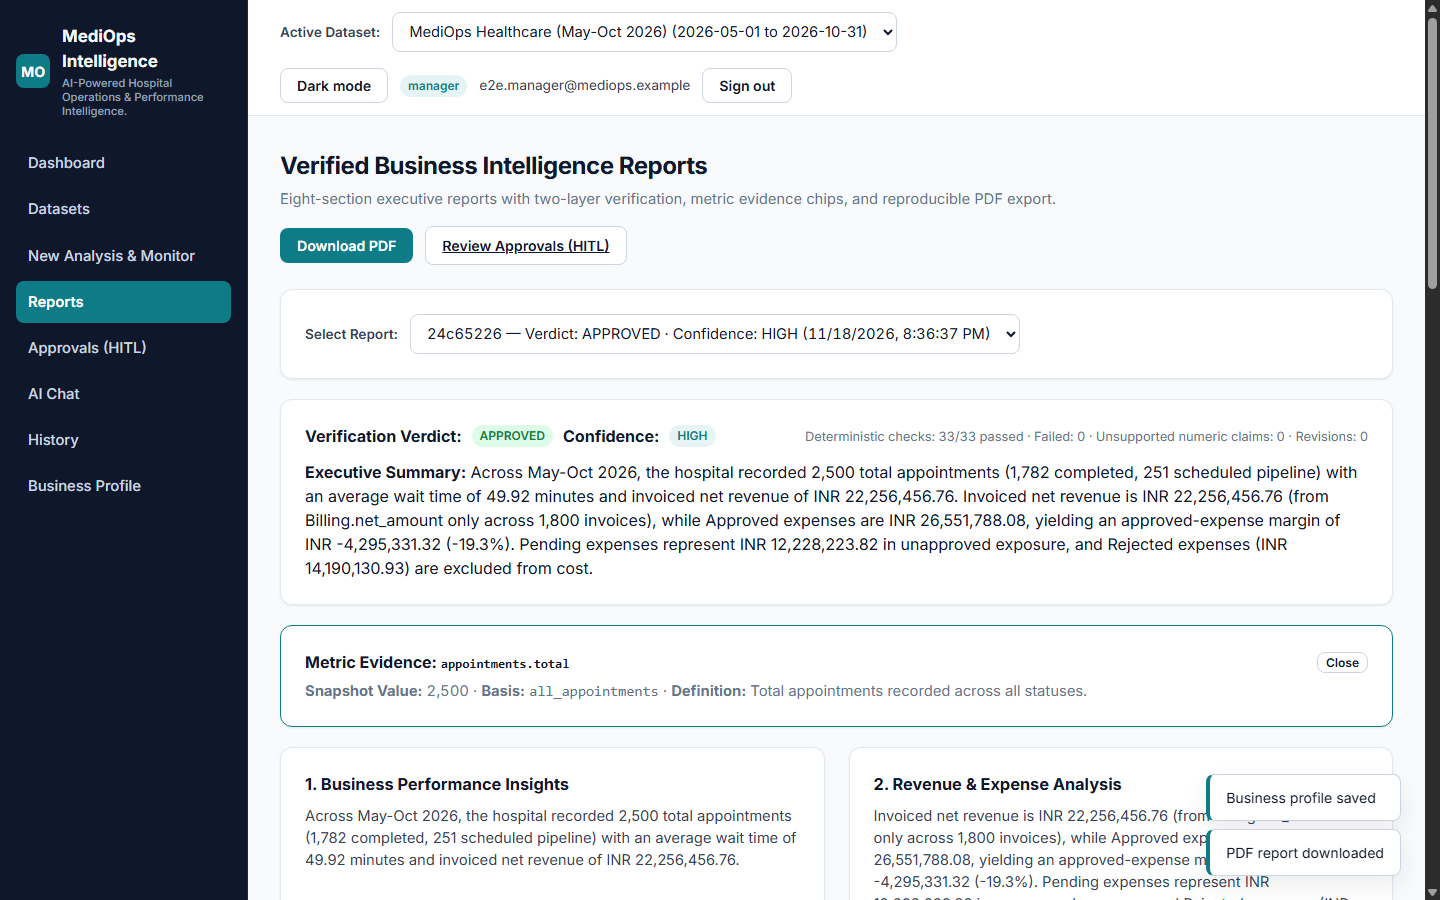 MO
MediOps
Intelligence
AI-Powered Hospital
Operations & Performance
Intelligence.
Dashboard
Datasets
New Analysis & Monitor
Reports
Approvals (HITL)
AI Chat
History
Business Profile
Active Dataset: MediOps Healthcare (May-Oct 2026) (2026-05-01 to 2026-10-31)
Dark mode manager e2e.manager@mediops.example Sign out
Verified Business Intelligence Reports
Eight-section executive reports with two-layer verification, metric evidence chips, and reproducible PDF export.
Download PDF Review Approvals (HITL)
Select Report: 24c65226 — Verdict: APPROVED · Confidence: HIGH (11/18/2026, 8:36:37 PM)
Verification Verdict: APPROVED Confidence: HIGH Deterministic checks: 33/33 passed · Failed: 0 · Unsupported numeric claims: 0 · Revisions: 0
Executive Summary: Across May-Oct 2026, the hospital recorded 2,500 total appointments (1,782 completed, 251 scheduled pipeline) with
an average wait time of 49.92 minutes and invoiced net revenue of INR 22,256,456.76. Invoiced net revenue is INR 22,256,456.76 (from
Billing.net_amount only across 1,800 invoices), while Approved expenses are INR 26,551,788.08, yielding an approved-expense margin of
INR -4,295,331.32 (-19.3%). Pending expenses represent INR 12,228,223.82 in unapproved exposure, and Rejected expenses (INR
14,190,130.93) are excluded from cost.
Metric Evidence: appointments.total Close
Snapshot Value: 2,500 · Basis: all_appointments · Definition: Total appointments recorded across all statuses.
1. Business Performance Insights
Across May-Oct 2026, the hospital recorded 2,500 total appointments
(1,782 completed, 251 scheduled pipeline) with an average wait time of
49.92 minutes and invoiced net revenue of INR 22,256,456.76.
2. Revenue & Expense Analysis
Invoiced net revenue is INR 22,256,456.76 (from
only across 1,800 invoices), while Approved
26,551,788.08, yielding an approved-expense
-4,295,331.32 (-19.3%). Pending expenses represent INR
Business profile saved
PDF report downloaded